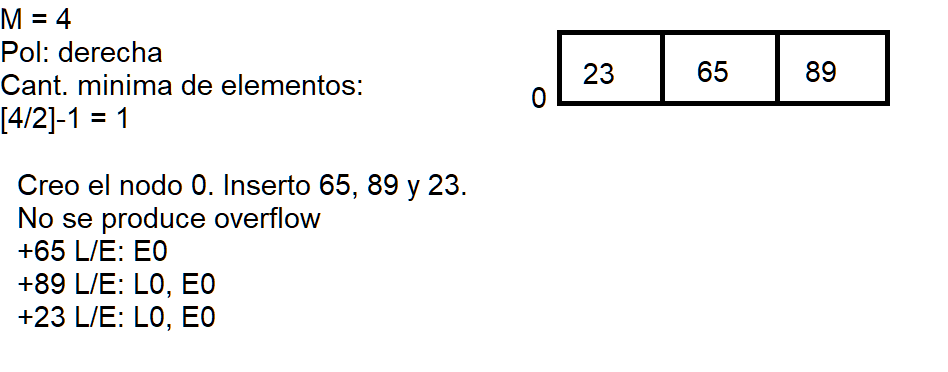 M = 4
Pol: derecha
Cant. minima de elementos:
[4/2]-1 = 1
0 23 65 89
Creo el nodo 0. Inserto 65, 89 y 23.
No se produce overflow
+65 L/E: E0
+89 L/E: L0, E0
+23 L/E: L0, E0